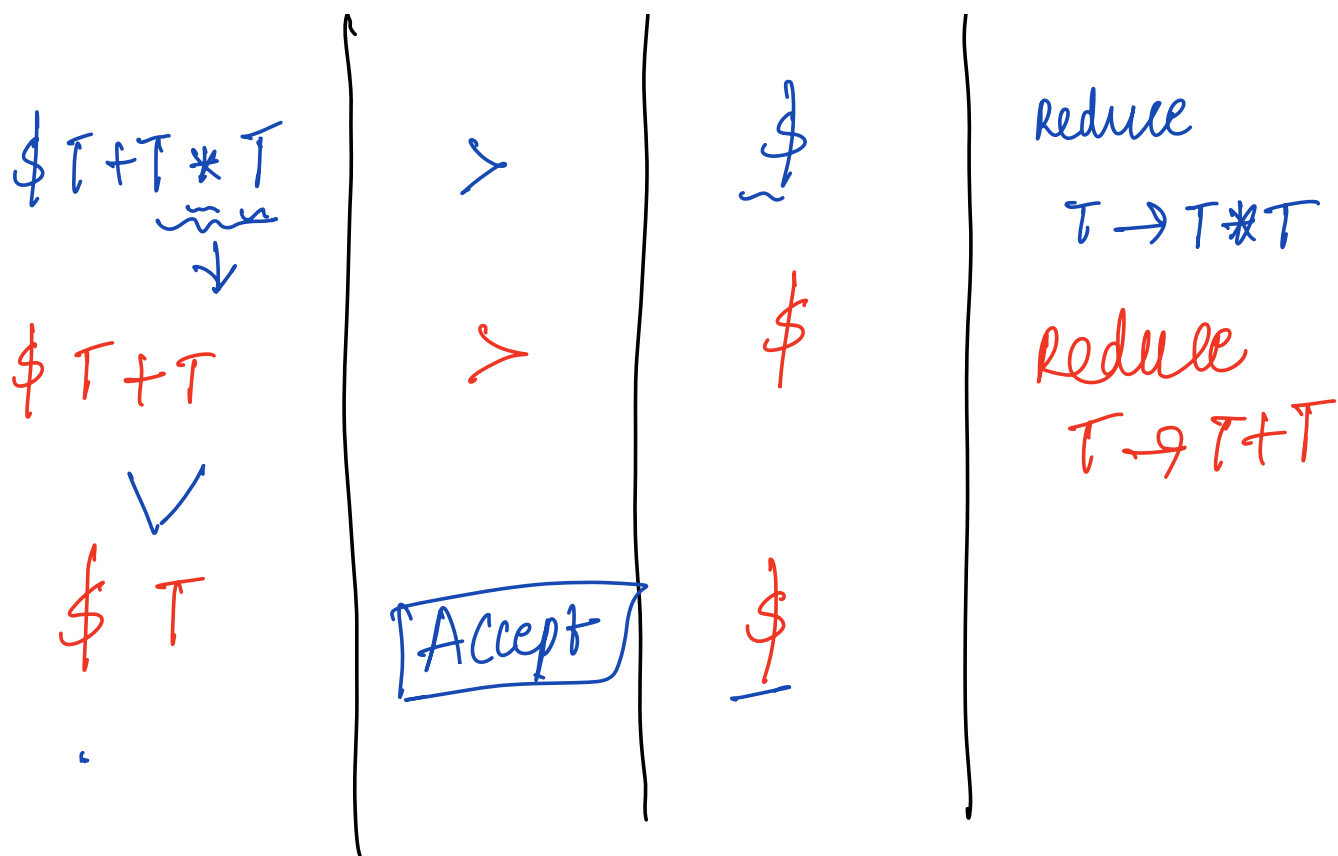 $ T + T * T > $ Reduce
T → T * T
$ T + T > $ Reduce
T → T + T
$ T Accept $